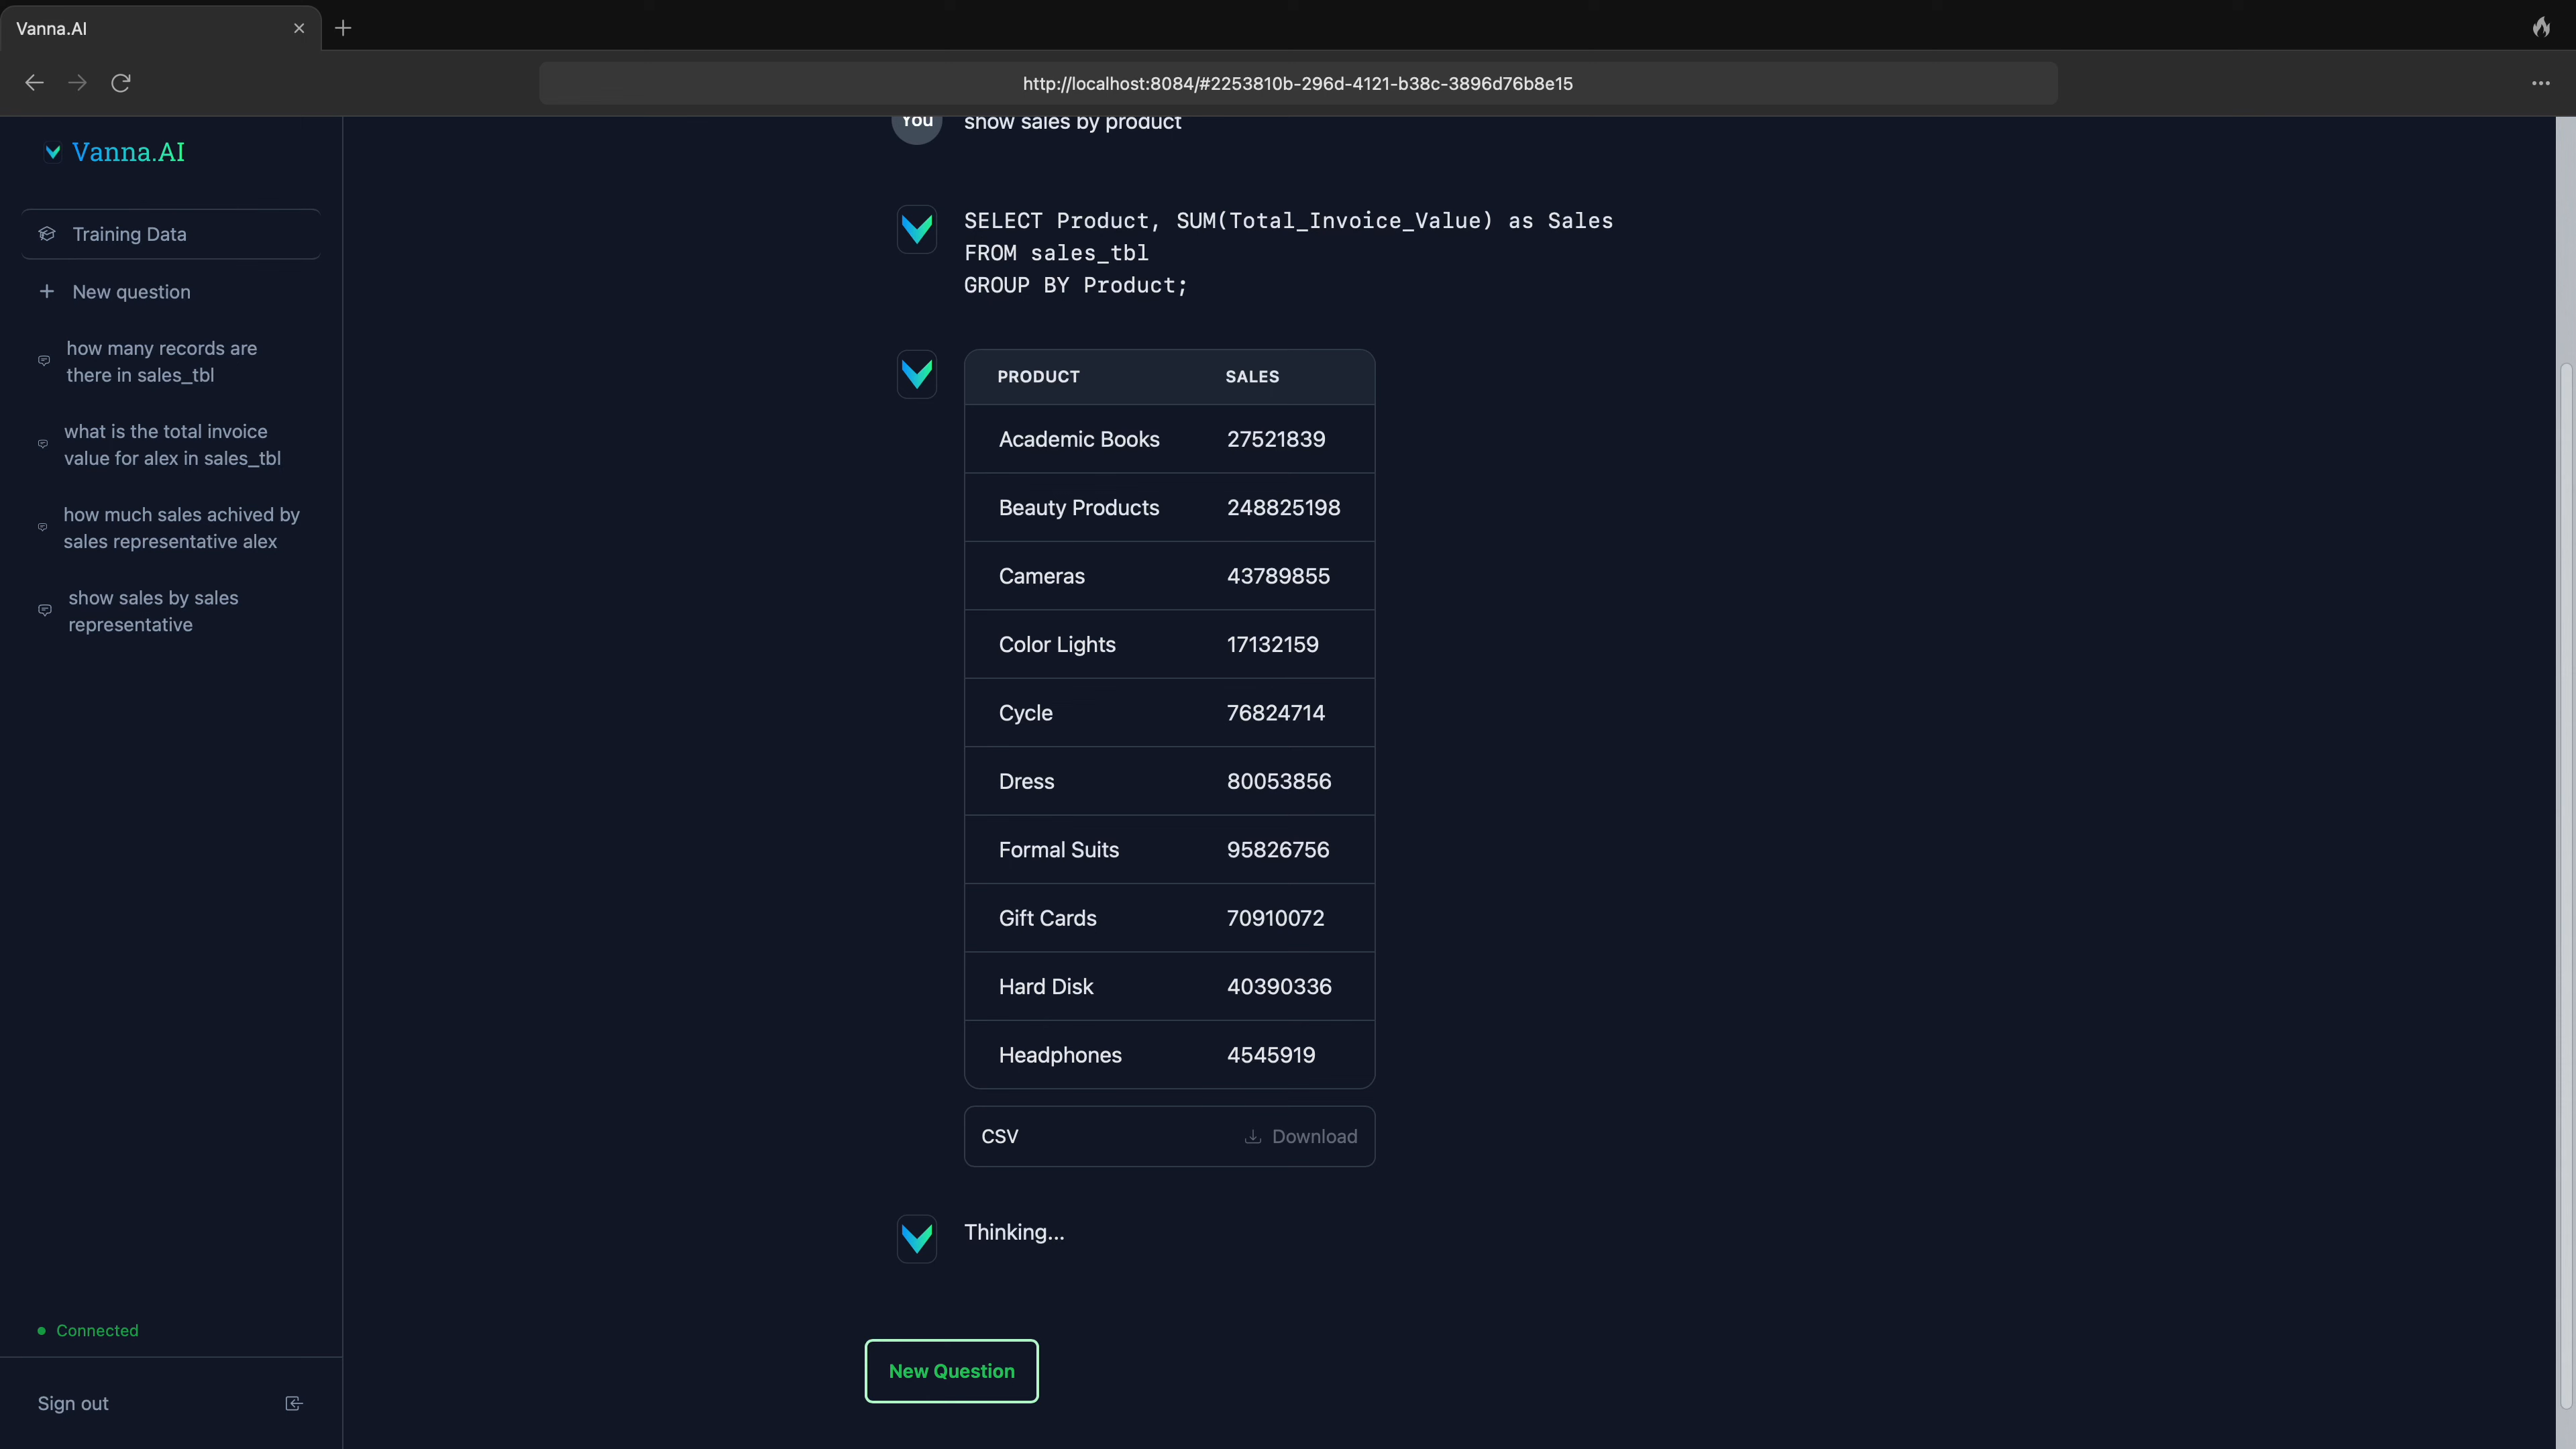 Vanna.AI
http://localhost:8084/#2253810b-296d-4121-b38c-3896d76b8e15
Vanna.AI
Training Data
New question
how many records are
there in sales_tbl
what is the total invoice
value for alex in sales_tbl
how much sales achived by
sales representative alex
show sales by sales
representative
Connected
Sign out
You
show sales by product
SELECT Product, SUM(Total_Invoice_Value) as Sales
FROM sales_tbl
GROUP BY Product;
PRODUCT SALES
Academic Books 27521839
Beauty Products 248825198
Cameras 43789855
Color Lights 17132159
Cycle 76824714
Dress 80053856
Formal Suits 95826756
Gift Cards 70910072
Hard Disk 40390336
Headphones 4545919
CSV Download
Thinking...
New Question